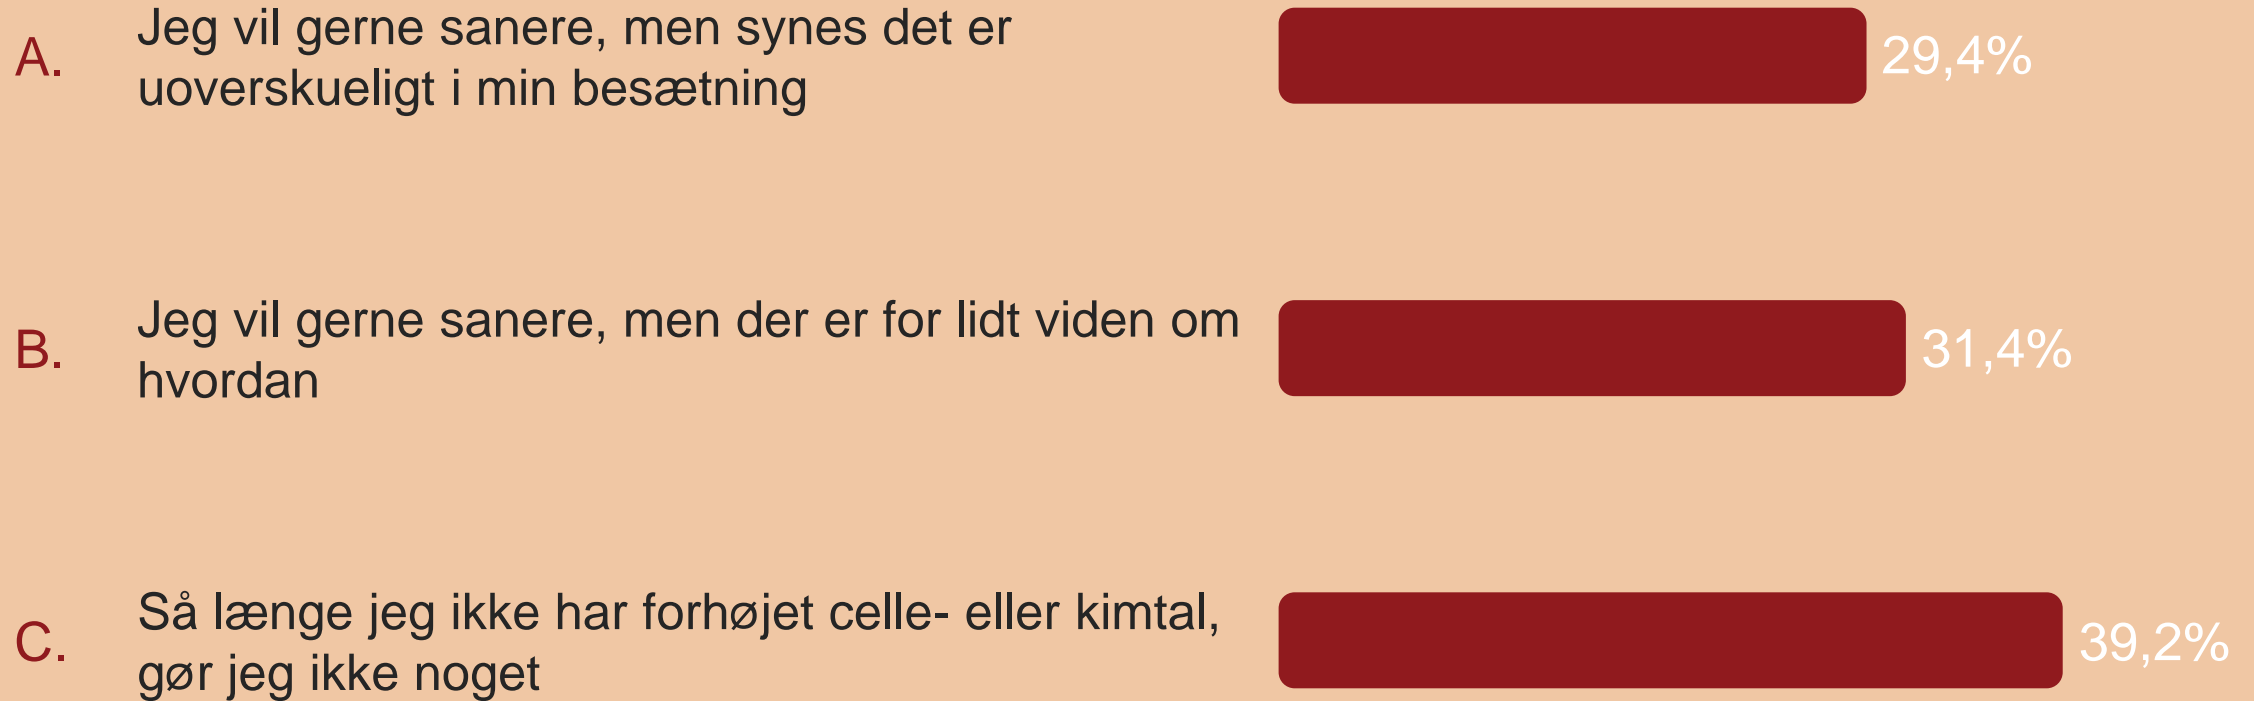 A.
Jeg vil gerne sanere, men synes det er
uoverskueligt i min besætning
29,4%
B.
Jeg vil gerne sanere, men der er for lidt viden om
hvordan
31,4%
C.
Så længe jeg ikke har forhøjet celle- eller kimtal,
gør jeg ikke noget
39,2%